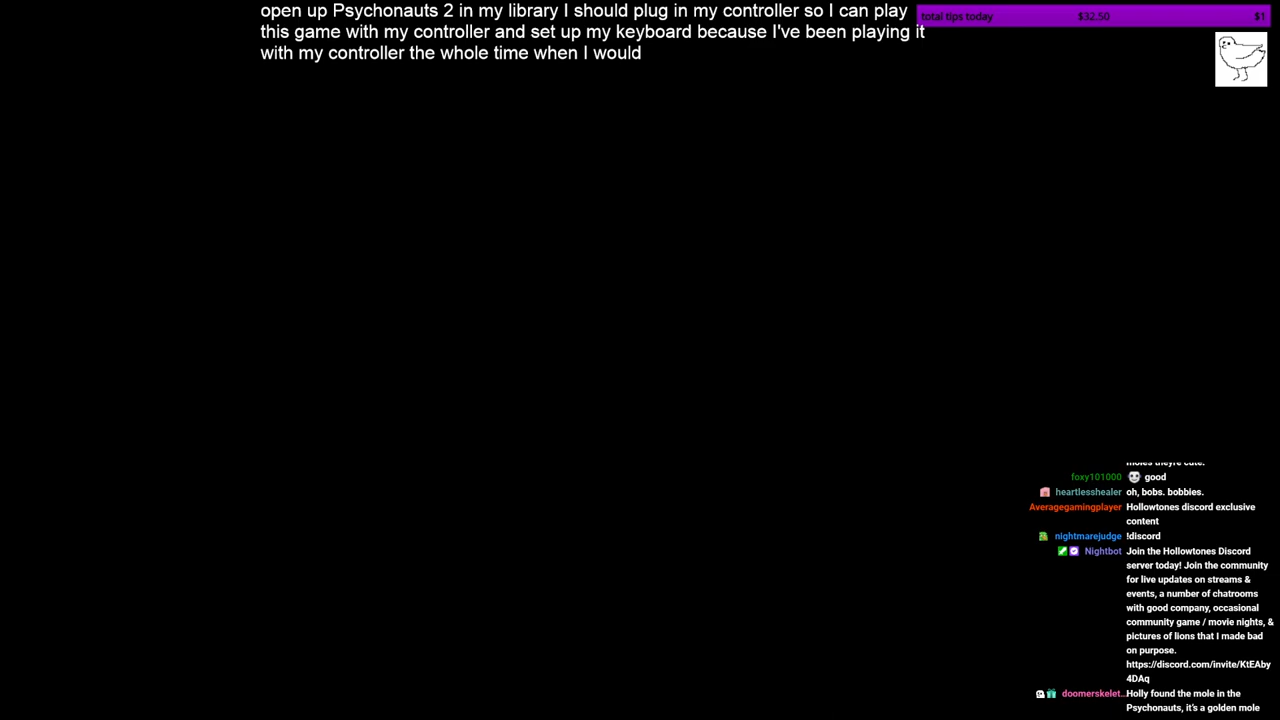 open up Psychonauts 2 in my library I should plug in my controller so I can play
this game with my controller and set up my keyboard because I've been playing it
with my controller the whole time when I would
total tips today $32.50 $1
moles theyre cute.
foxy101000 good
heartlesshealer oh, bobs. bobbies.
Averagegamingplayer Hollowtones discord exclusive
content
nightmarejudge !discord
Nightbot Join the Hollowtones Discord
server today! Join the community
for live updates on streams &
events, a number of chatrooms
with good company, occasional
community game / movie nights, &
pictures of lions that I made bad
on purpose.
https://discord.com/invite/KtEAby
4DAq
doomerskelet... Holly found the mole in the
Psychonauts, it's a golden mole